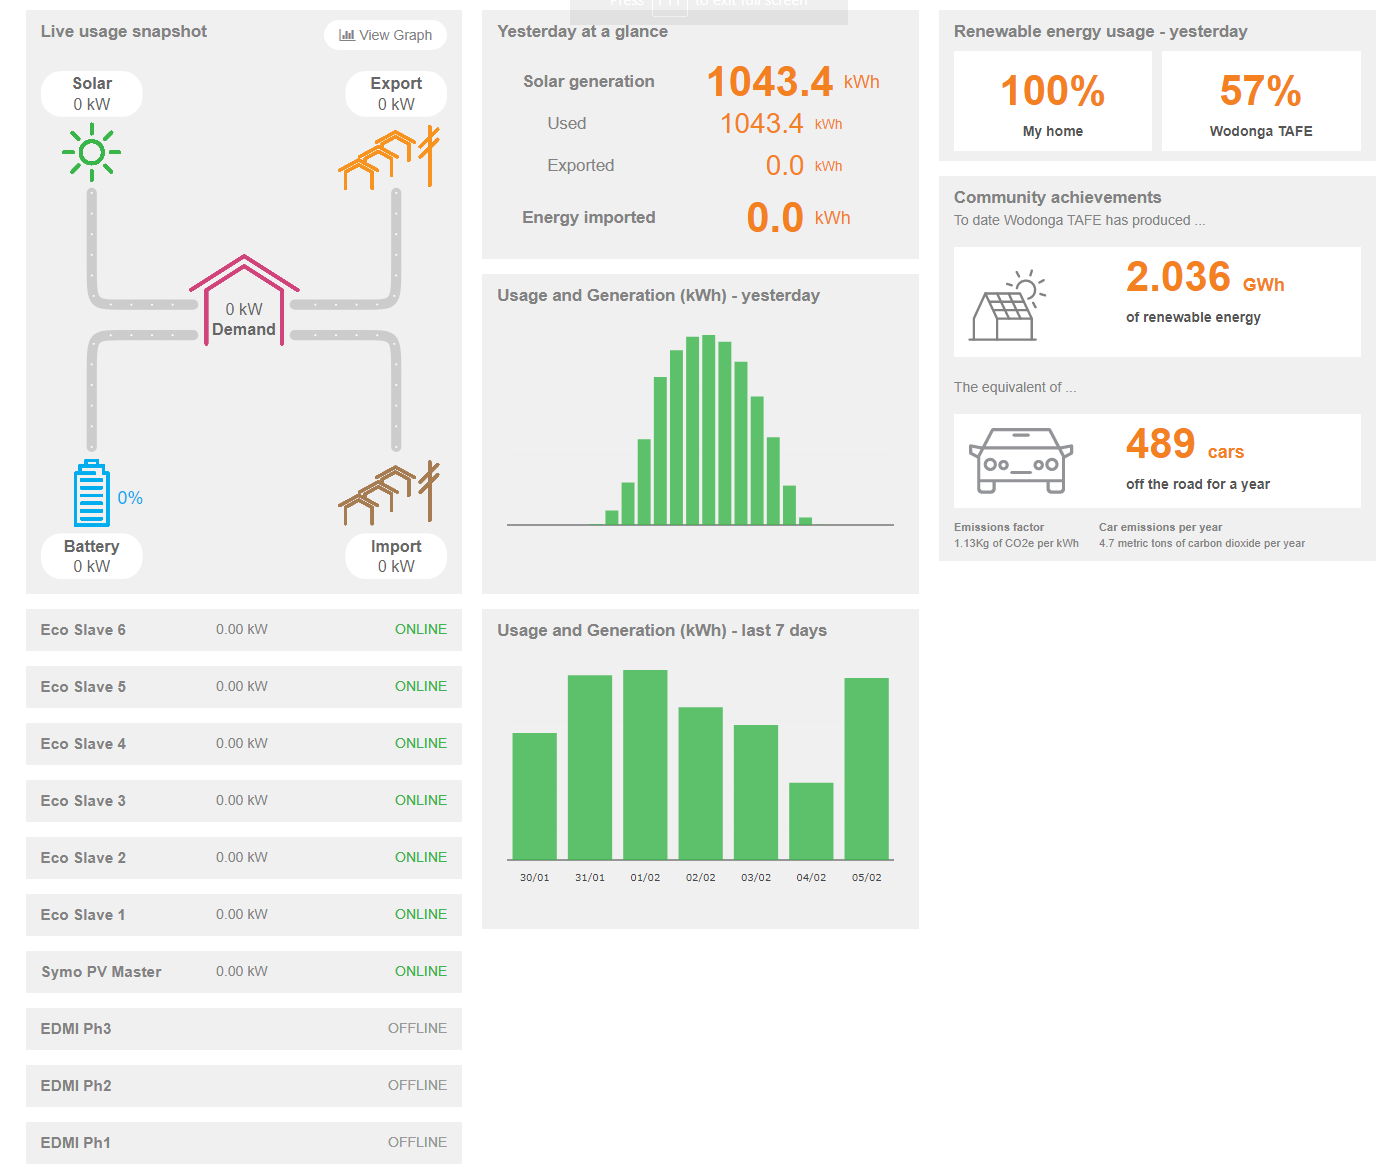 Press F11 to exit full screen
Live usage snapshot
View Graph
Solar
0 kW
Export
0 kW
0 kW
Demand
0%
Battery
0 kW
Import
0 kW
Eco Slave 6 0.00 kW ONLINE
Eco Slave 5 0.00 kW ONLINE
Eco Slave 4 0.00 kW ONLINE
Eco Slave 3 0.00 kW ONLINE
Eco Slave 2 0.00 kW ONLINE
Eco Slave 1 0.00 kW ONLINE
Symo PV Master 0.00 kW ONLINE
EDMI Ph3 OFFLINE
EDMI Ph2 OFFLINE
EDMI Ph1 OFFLINE
Yesterday at a glance
Solar generation 1043.4 kWh
Used 1043.4 kWh
Exported 0.0 kWh
Energy imported 0.0 kWh
Usage and Generation (kWh) - yesterday
Usage and Generation (kWh) - last 7 days
30/01 31/01 01/02 02/02 03/02 04/02 05/02
Renewable energy usage - yesterday
100%
My home
57%
Wodonga TAFE
Community achievements
To date Wodonga TAFE has produced ...
2.036 GWh
of renewable energy
The equivalent of ...
489 cars
off the road for a year
Emissions factor
1.13Kg of CO2e per kWh
Car emissions per year
4.7 metric tons of carbon dioxide per year